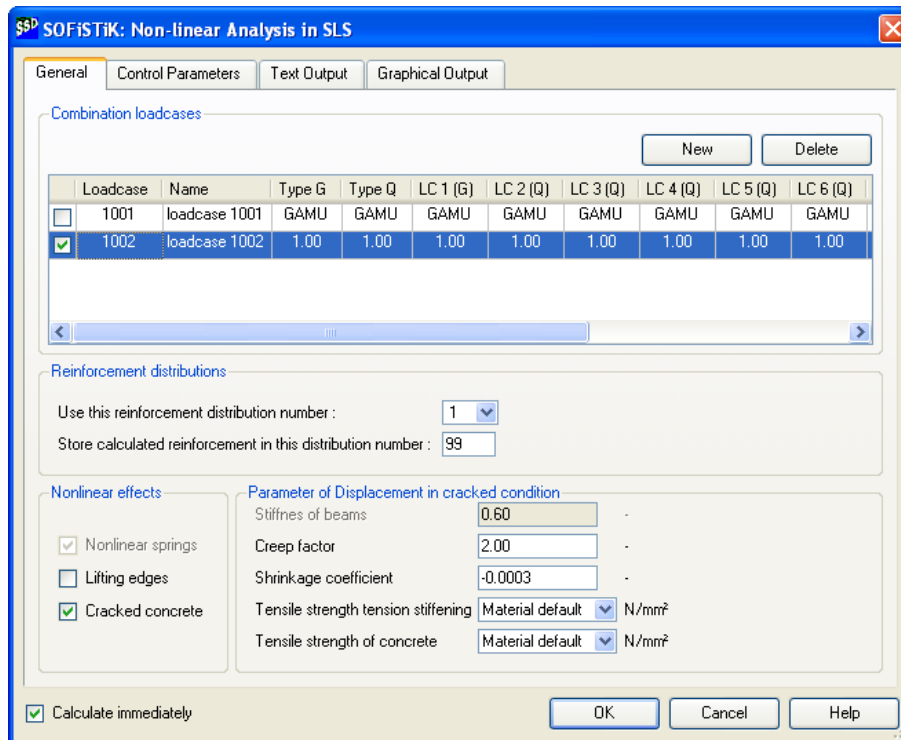 SSD SOFiSTiK: Non-linear Analysis in SLS
General Control Parameters Text Output Graphical Output
Combination loadcases
New Delete
Loadcase Name Type G Type Q LC 1 (G) LC 2 (Q) LC 3 (Q) LC 4 (Q) LC 5 (Q) LC 6 (Q)
1001 loadcase 1001 GAMU GAMU GAMU GAMU GAMU GAMU GAMU GAMU
1002 loadcase 1002 1.00 1.00 1.00 1.00 1.00 1.00 1.00 1.00
Reinforcement distributions
Use this reinforcement distribution number : 1
Store calculated reinforcement in this distribution number : 99
Nonlinear effects
Nonlinear springs
Lifting edges
Cracked concrete
Parameter of Displacement in cracked condition
Stiffnes of beams 0.60 -
Creep factor 2.00 -
Shrinkage coefficient -0.0003 -
Tensile strength tension stiffening Material default N/mm²
Tensile strength of concrete Material default N/mm²
Calculate immediately
OK Cancel Help